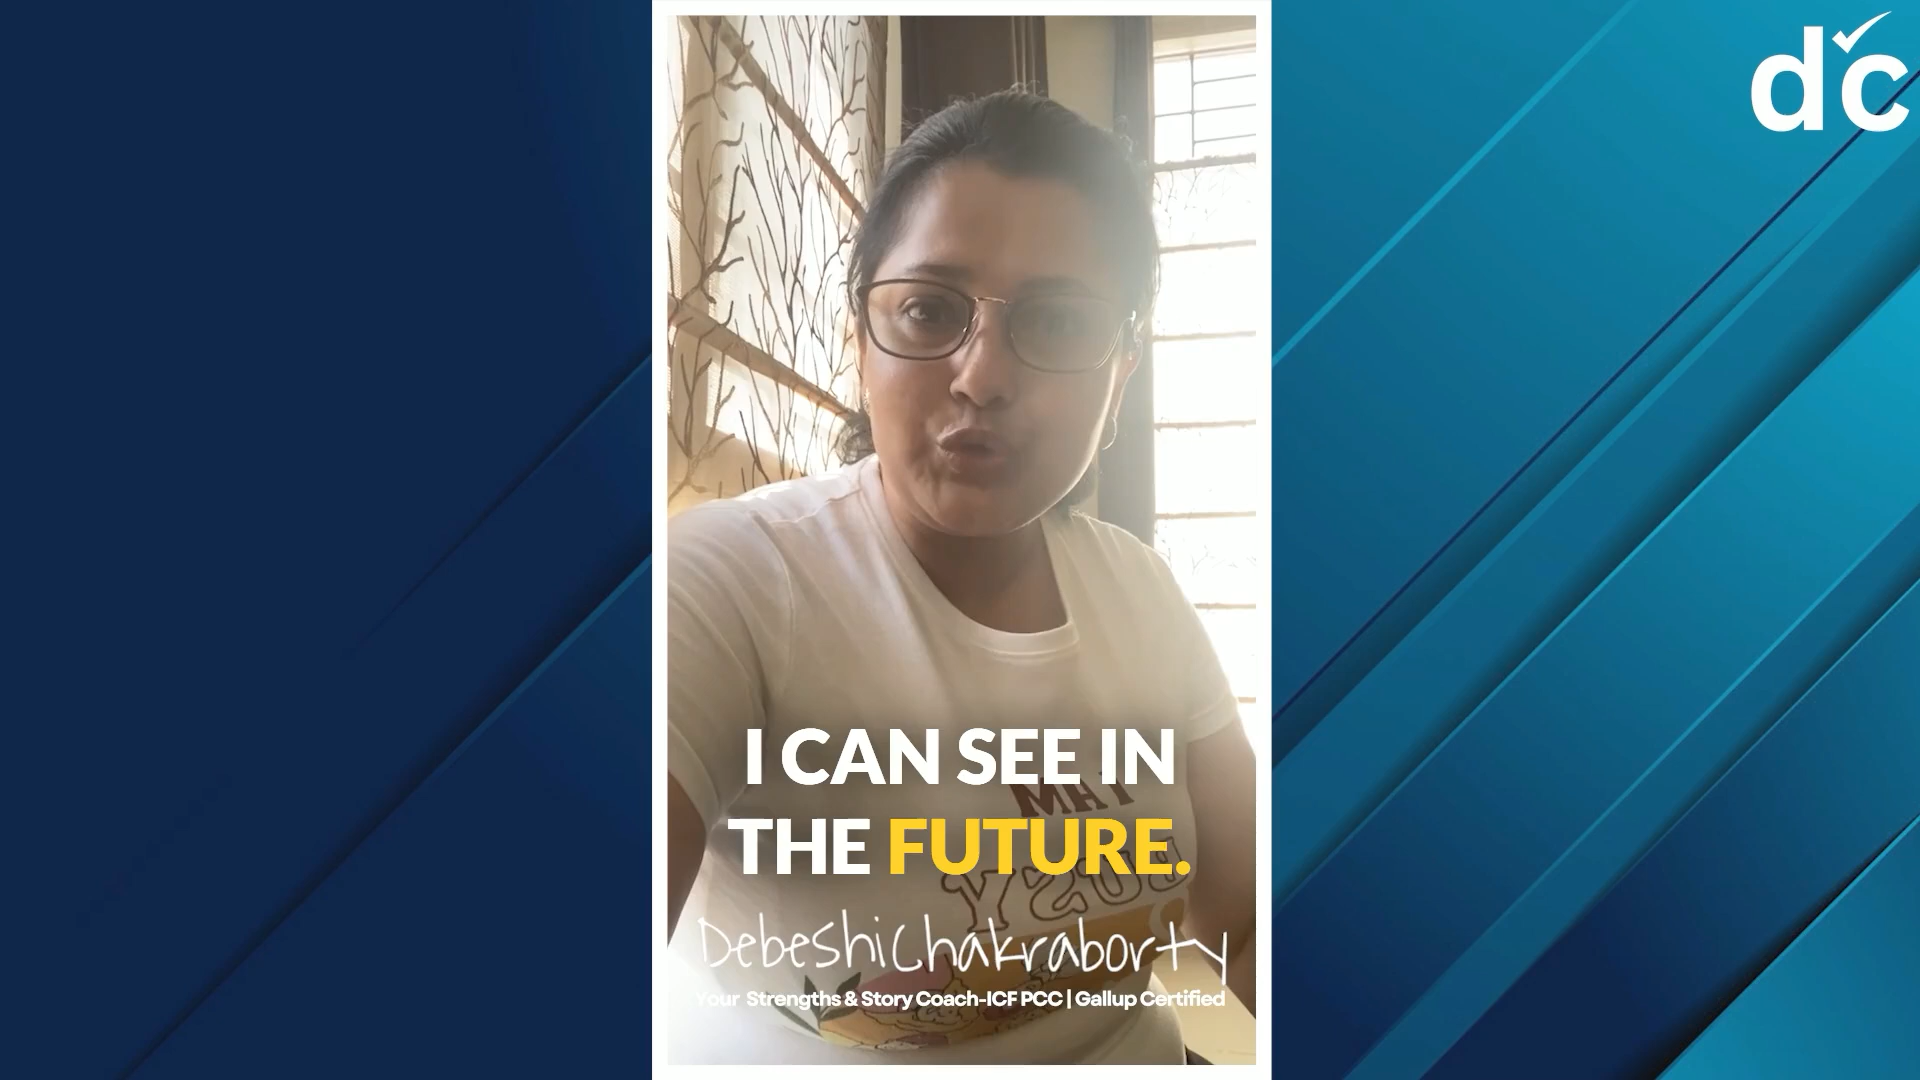 dc
I CAN SEE IN
THE FUTURE.
DebeshiChakraborty
Your Strengths & Story Coach-ICF PCC | Gallup Certified